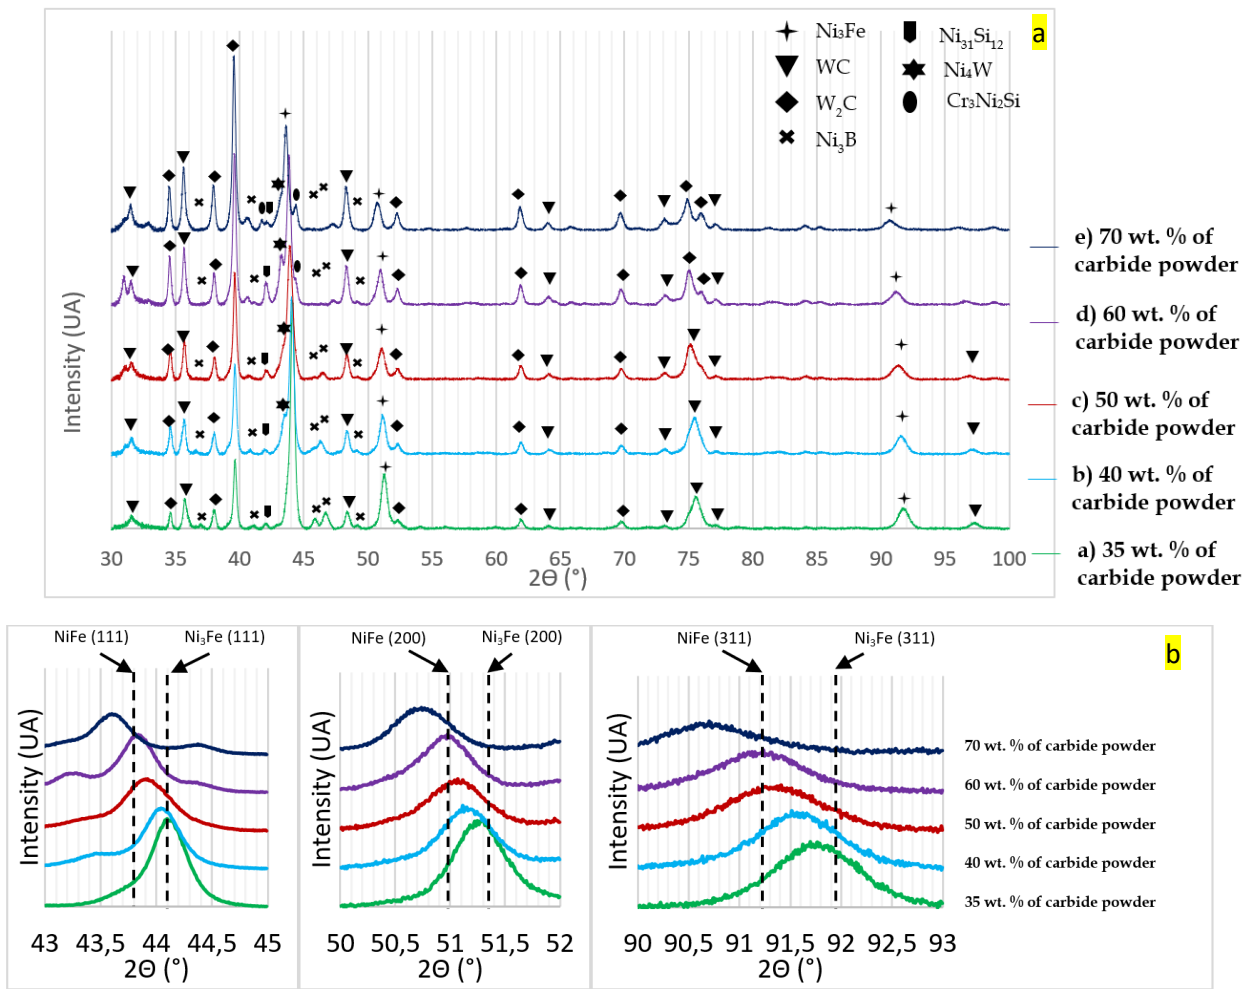 a
Ni₃Fe
Ni₃₁Si₁₂
WC
Ni₄W
W₂C
Cr₃Ni₂Si
Ni₃B
Intensity (UA)
e) 70 wt. % of
carbide powder
d) 60 wt. % of
carbide powder
c) 50 wt. % of
carbide powder
b) 40 wt. % of
carbide powder
a) 35 wt. % of
carbide powder
30 35 40 45 50 55 60 65 70 75 80 85 90 95 100
2Ɵ (°)
b
NiFe (111) Ni₃Fe (111)
Intensity (UA)
43 43,5 44 44,5 45
2Ɵ (°)
NiFe (200) Ni₃Fe (200)
Intensity (UA)
50 50,5 51 51,5 52
2Ɵ (°)
NiFe (311) Ni₃Fe (311)
Intensity (UA)
90 90,5 91 91,5 92 92,5 93
2Ɵ (°)
70 wt. % of carbide powder
60 wt. % of carbide powder
50 wt. % of carbide powder
40 wt. % of carbide powder
35 wt. % of carbide powder